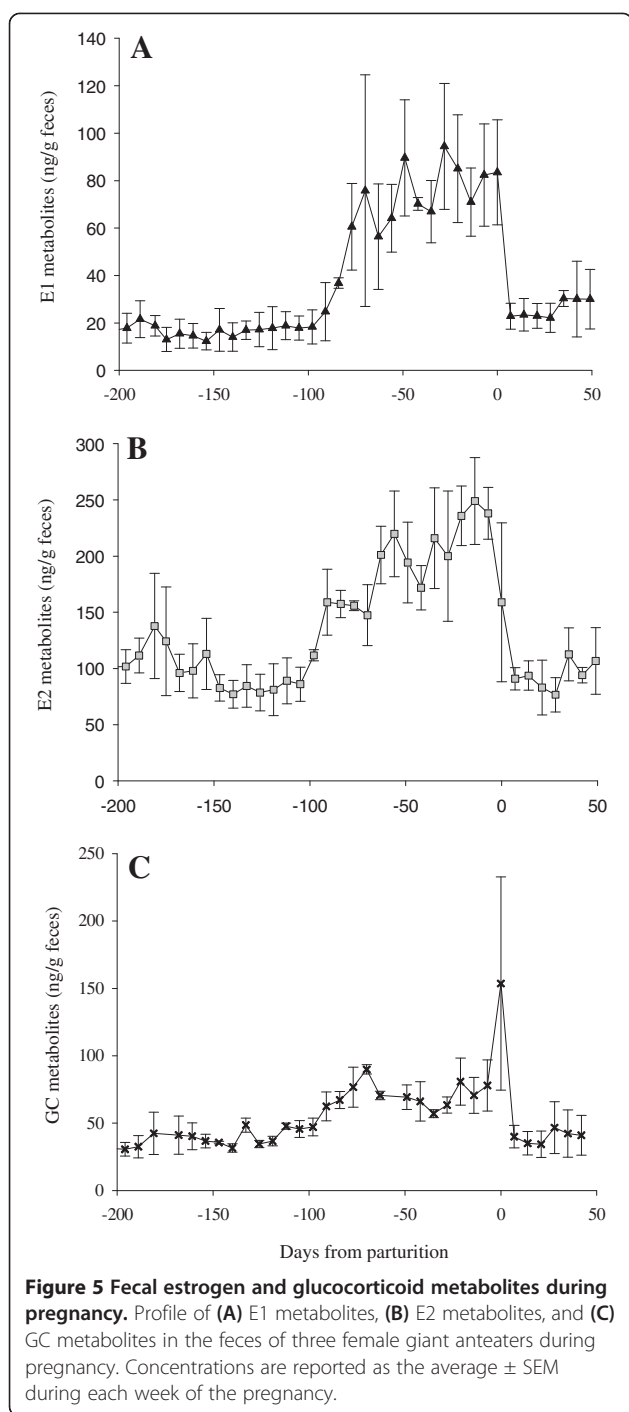 A
E1 metabolites (ng/g feces)
140
120
100
80
60
40
20
0
-200 -150 -100 -50 0 50
B
E2 metabolites (ng/g feces)
300
250
200
150
100
50
0
-200 -150 -100 -50 0 50
C
GC metabolites (ng/g feces)
250
200
150
100
50
0
-200 -150 -100 -50 0 50
Days from parturition
Figure 5 Fecal estrogen and glucocorticoid metabolites during
pregnancy. Profile of (A) E1 metabolites, (B) E2 metabolites, and (C)
GC metabolites in the feces of three female giant anteaters during
pregnancy. Concentrations are reported as the average ± SEM
during each week of the pregnancy.